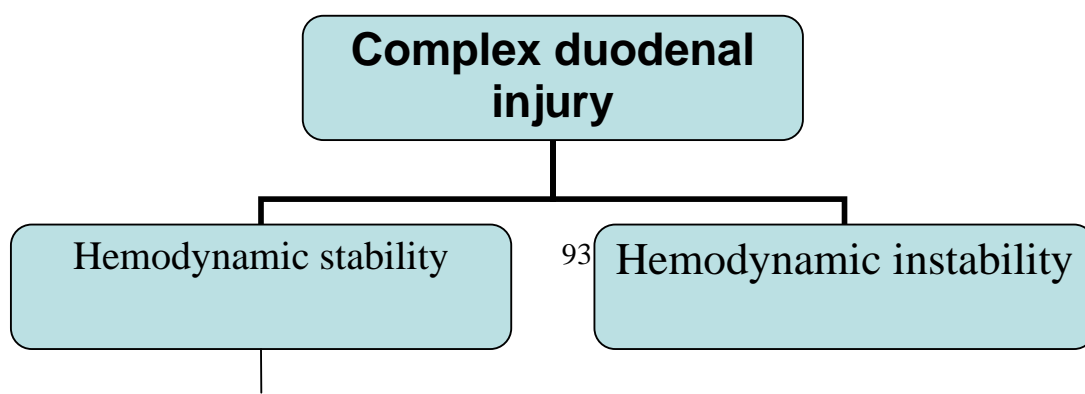 Complex duodenal
injury
Hemodynamic stability
93
Hemodynamic instability